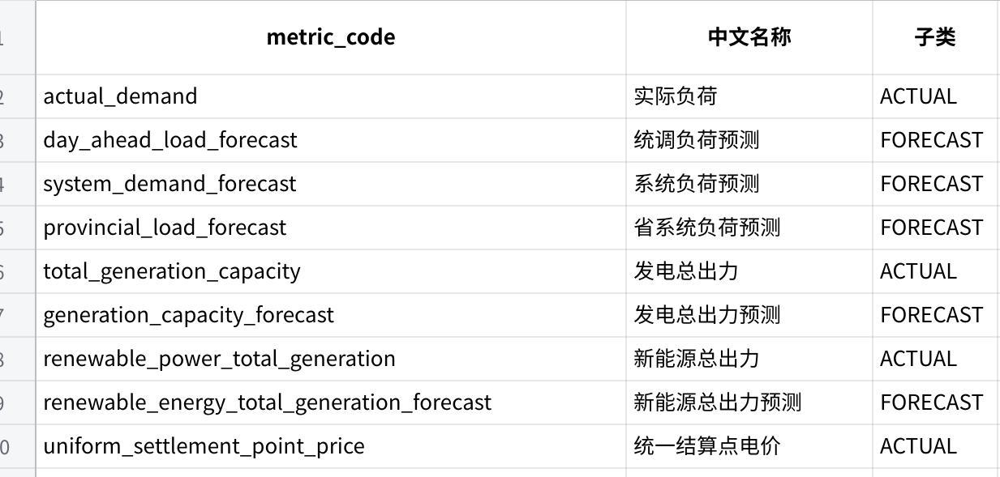 1 metric_code 中文名称 子类
2 actual_demand 实际负荷 ACTUAL
3 day_ahead_load_forecast 统调负荷预测 FORECAST
4 system_demand_forecast 系统负荷预测 FORECAST
5 provincial_load_forecast 省系统负荷预测 FORECAST
6 total_generation_capacity 发电总出力 ACTUAL
7 generation_capacity_forecast 发电总出力预测 FORECAST
8 renewable_power_total_generation 新能源总出力 ACTUAL
9 renewable_energy_total_generation_forecast 新能源总出力预测 FORECAST
0 uniform_settlement_point_price 统一结算点电价 ACTUAL